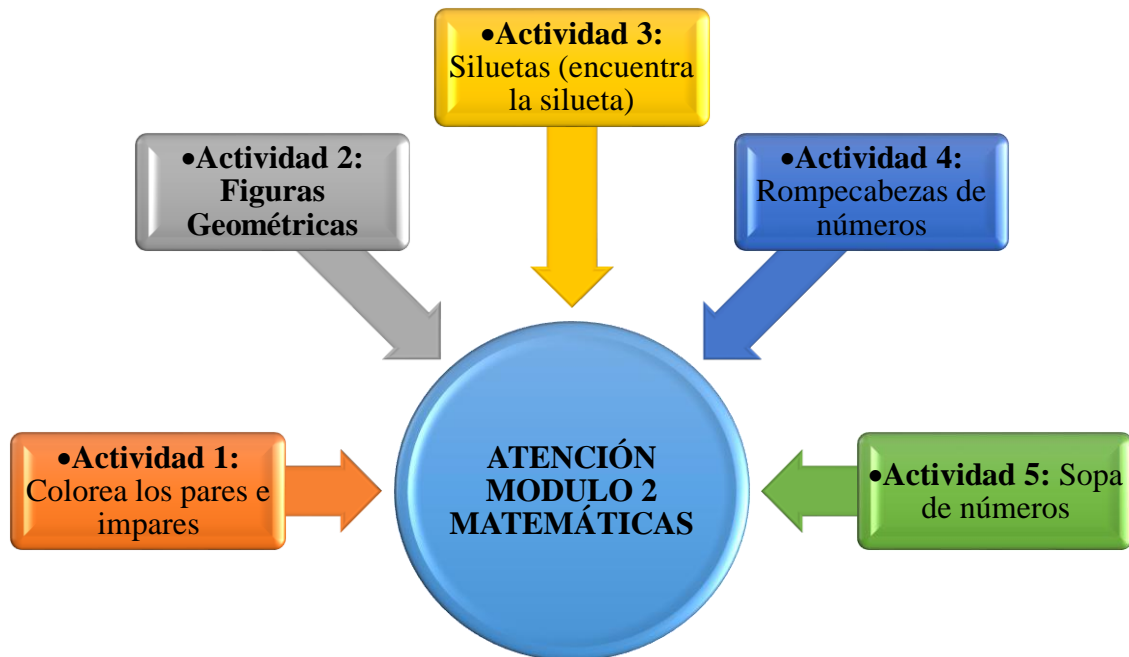 •Actividad 1:
Colorea los pares e
impares
•Actividad 2:
Figuras
Geométricas
•Actividad 3:
Siluetas (encuentra
la silueta)
•Actividad 4:
Rompecabezas de
números
•Actividad 5: Sopa
de números
ATENCIÓN
MODULO 2
MATEMÁTICAS